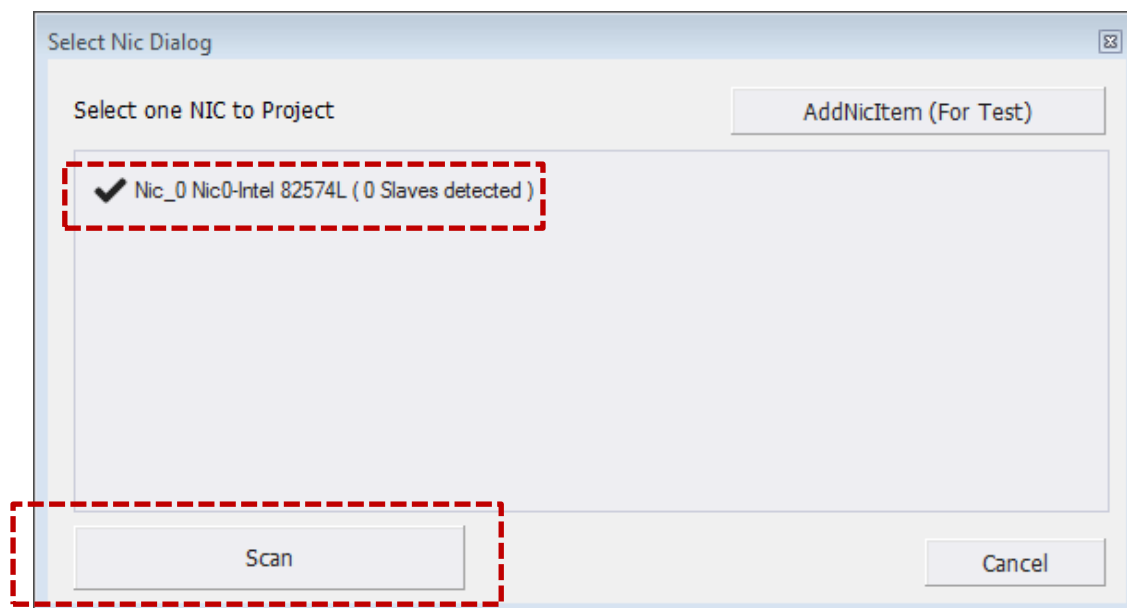 Select Nic Dialog
Select one NIC to Project
AddNicItem (For Test)
Nic_0 Nic0-Intel 82574L ( 0 Slaves detected )
Scan
Cancel